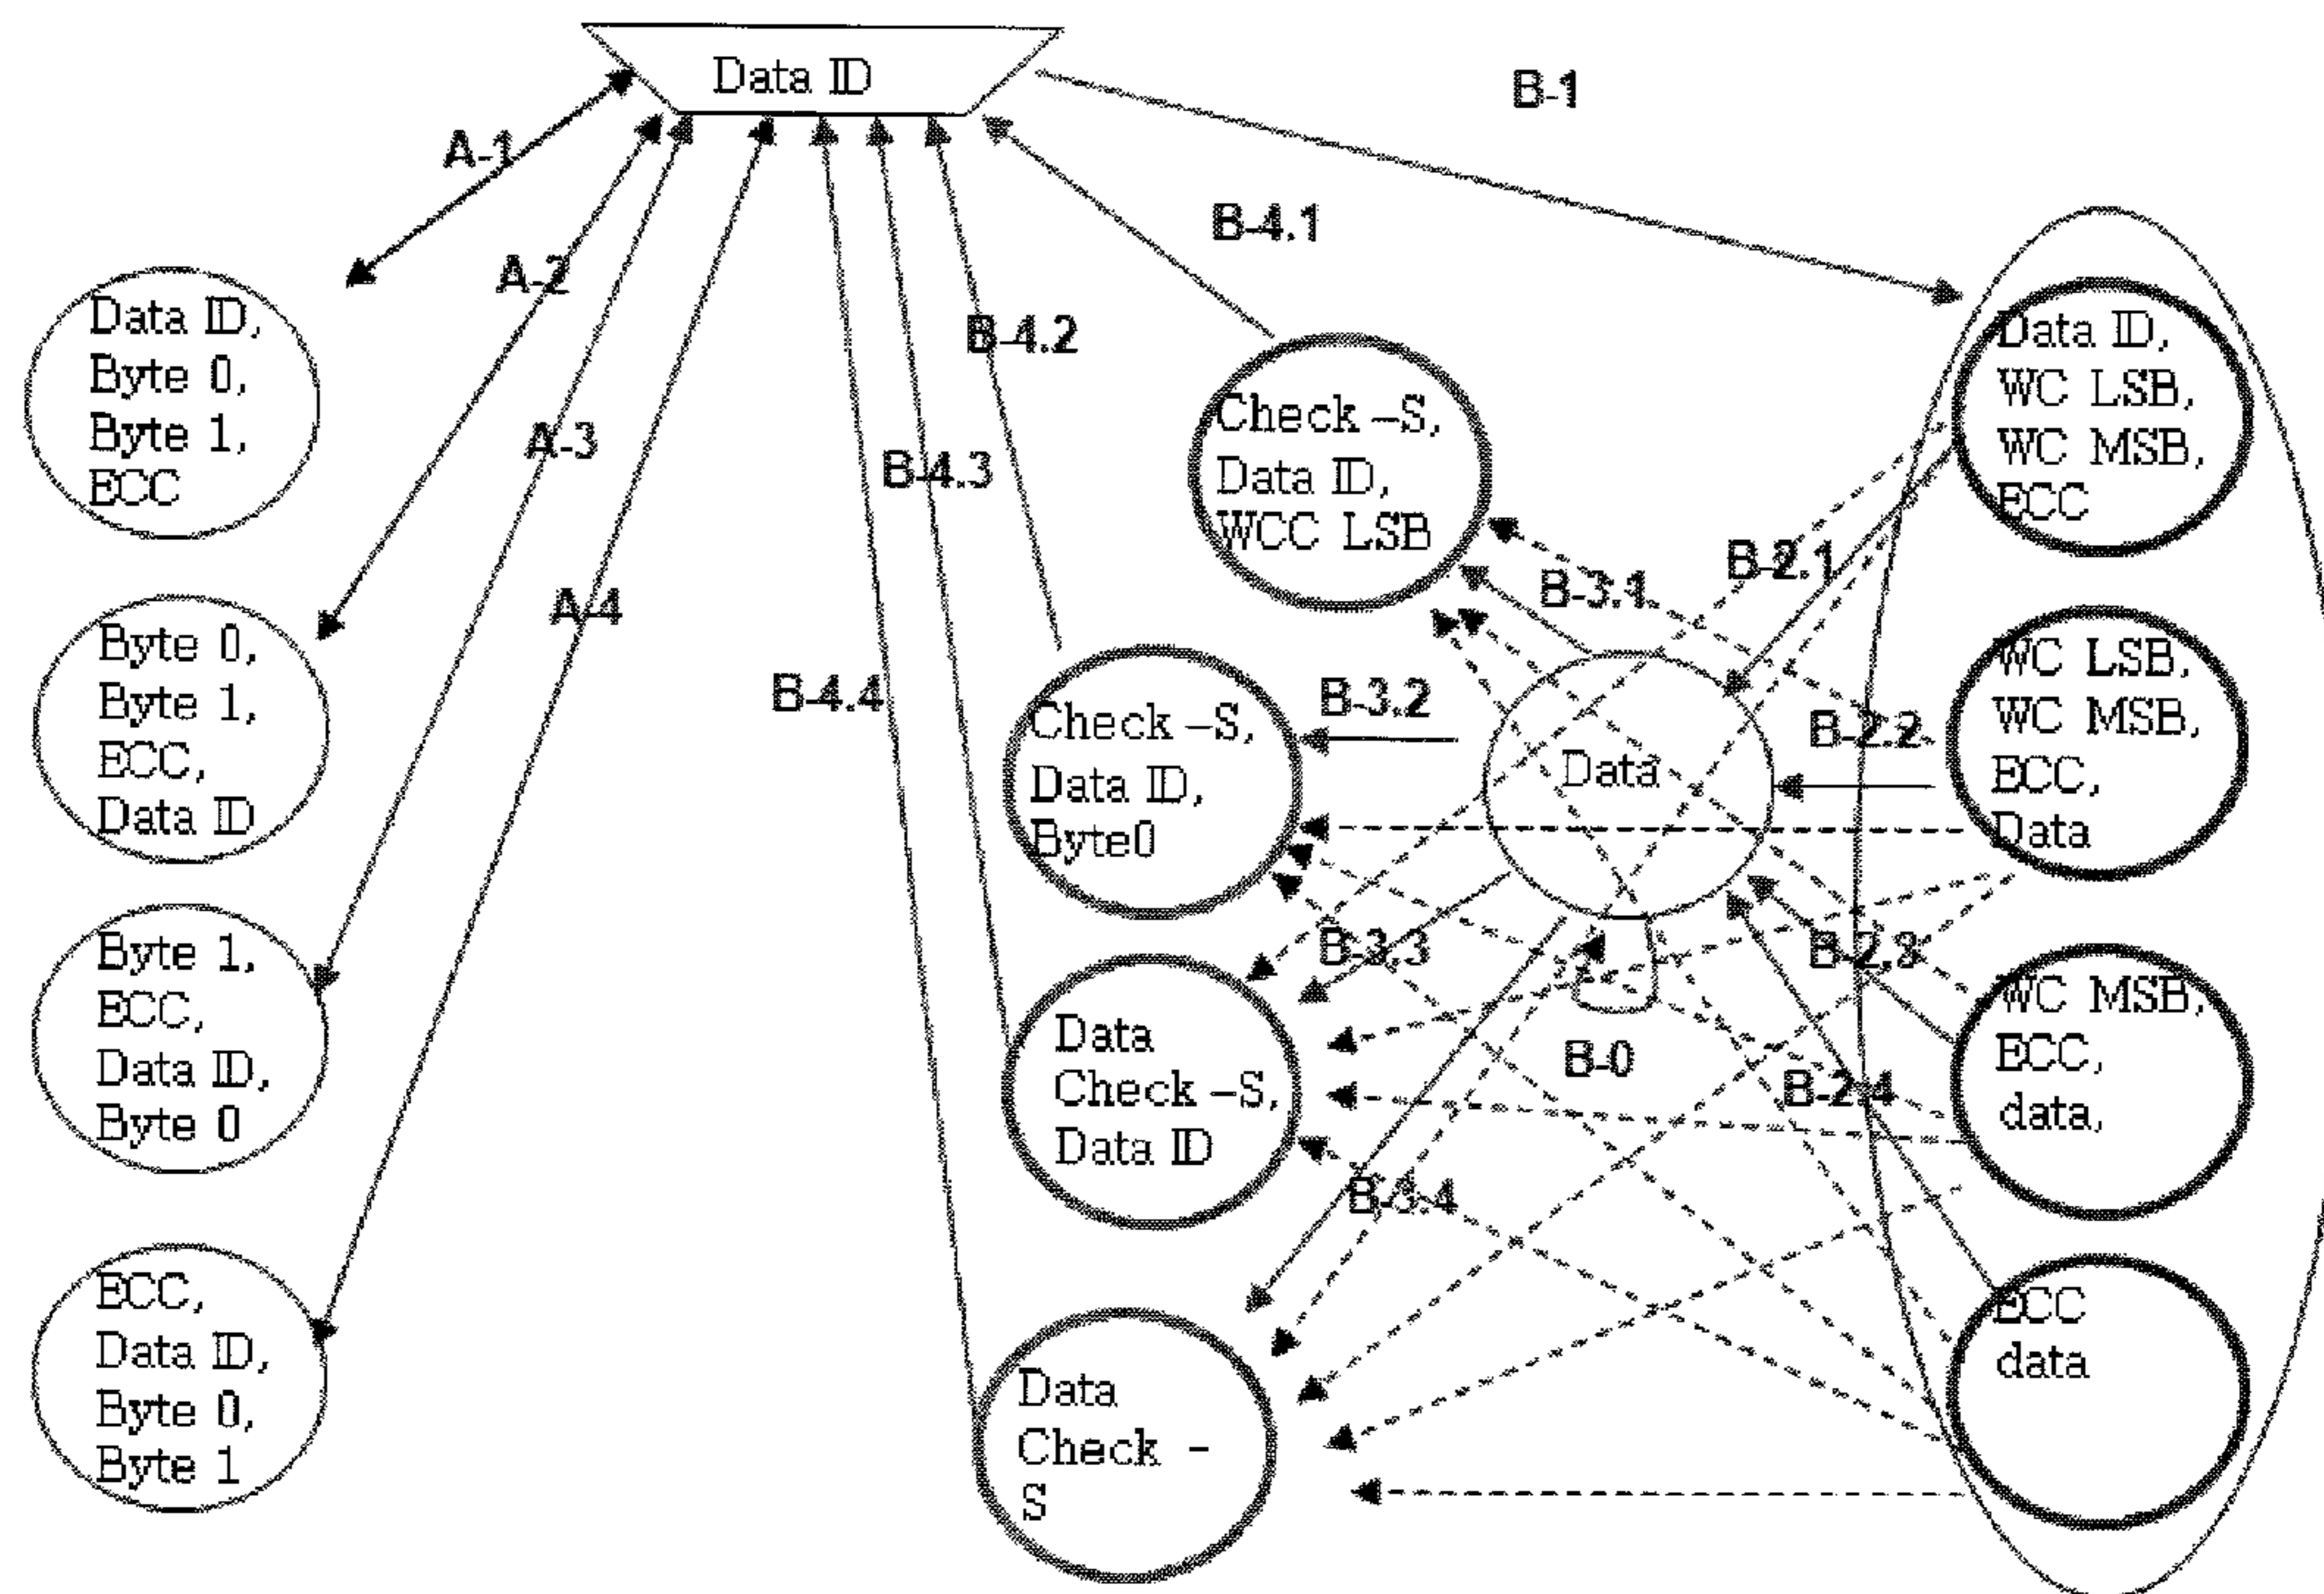 Data ID
B-1
A-1
B-4.1
A-2
B-4.2
A-3
B-4.3
A-4
B-4.4
Data ID,
Byte 0,
Byte 1,
ECC
Byte 0,
Byte 1,
ECC,
Data ID
Byte 1,
ECC,
Data ID,
Byte 0
ECC,
Data ID,
Byte 0,
Byte 1
Check –S,
Data ID,
WCC LSB
Check –S,
Data ID,
Byte0
Data
Check –S,
Data ID
Data
Check -
S
B-3.1
B-3.2
B-3.3
B-3.4
Data
B-0
B-2.1
B-2.2
B-2.3
B-2.4
Data ID,
WC LSB,
WC MSB,
ECC
WC LSB,
WC MSB,
ECC,
Data
WC MSB,
ECC,
data,
ECC
data